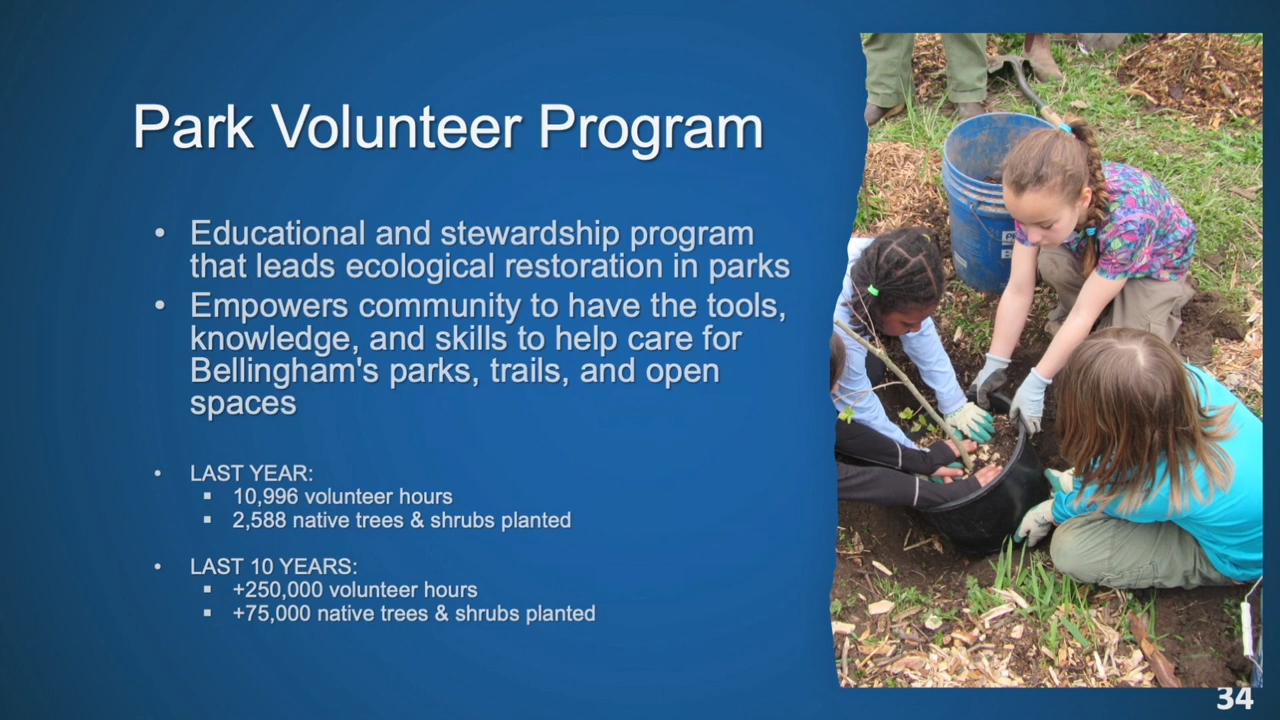 Park Volunteer Program
• Educational and stewardship program
that leads ecological restoration in parks
• Empowers community to have the tools,
knowledge, and skills to help care for
Bellingham's parks, trails, and open
spaces
• LAST YEAR:
▪ 10,996 volunteer hours
▪ 2,588 native trees & shrubs planted
• LAST 10 YEARS:
▪ +250,000 volunteer hours
▪ +75,000 native trees & shrubs planted
34